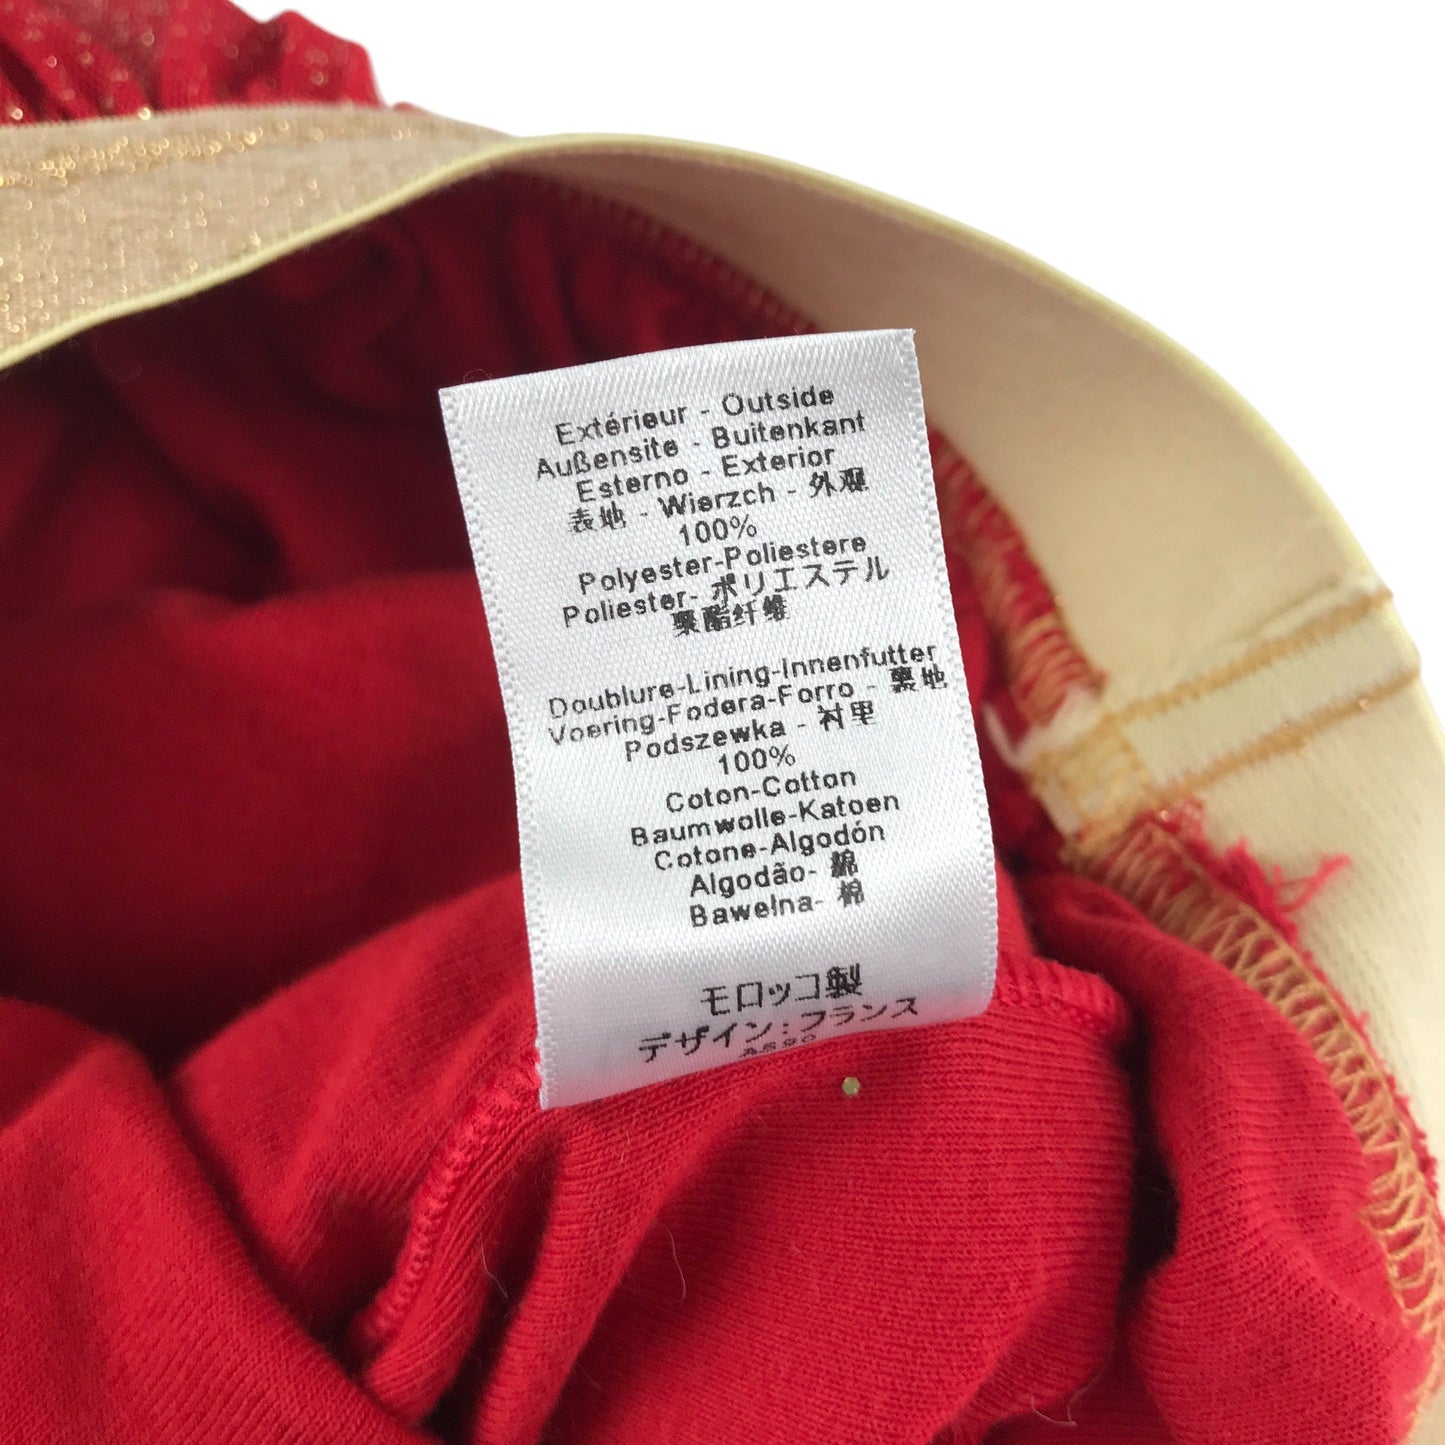 Extérieur - Outside
Außensite - Buitenkant
Esterno - Exterior
表地 - Wierzch - 外观
100%
Polyester-Poliestere
Poliester- ポリエステル
聚酯纤维
Doublure-Lining-Innenfutter
Voering-Fodera-Forro - 裏地
Podszewka - 衬里
100%
Coton-Cotton
Baumwolle-Katoen
Cotone-Algodón
Algodão- 綿
Bawełna- 棉
モロッコ製
デザイン:フランス